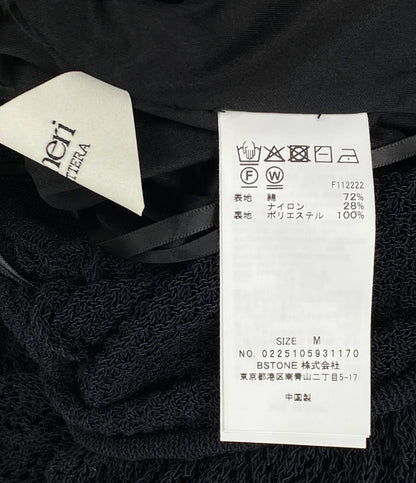 neri
TTERA
F W
F112222
表地 綿 72%
ナイロン 28%
裏地 ポリエステル 100%
SIZE M
NO. 0225105931170
BSTONE 株式会社
東京都港区南青山二丁目5-17
中国製